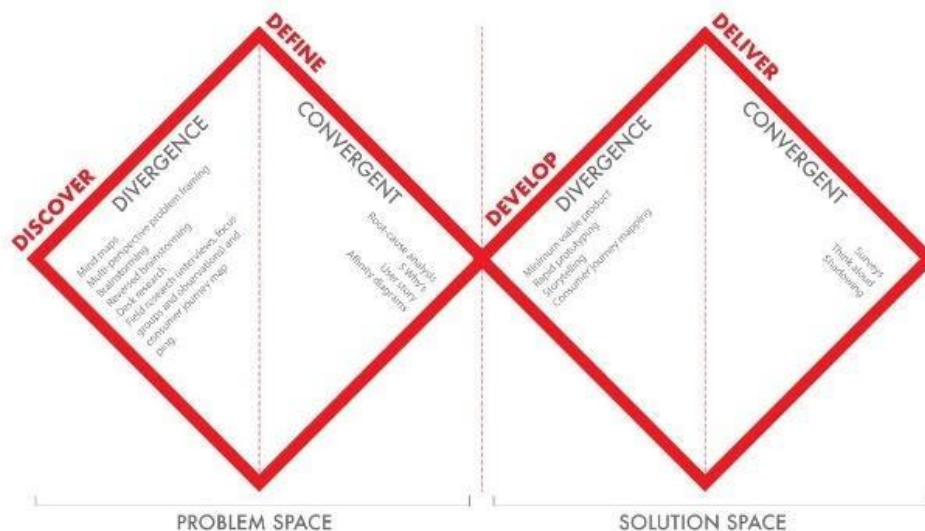 DISCOVER
DIVERGENCE
Mind maps
Multi-perspective problem framing
Brainstorming
Reversed brainstorming
Desk research
Field research (interviews, focus
groups and observations) and
consumer journey map
ping
DEFINE
CONVERGENT
Root-cause analysis
5-Why's
User story
Affinity diagrams
DEVELOP
DIVERGENCE
Minimum viable product
Rapid prototyping
Storytelling
Consumer journey mapping
DELIVER
CONVERGENT
Surveys
Think aloud
Shadowing
PROBLEM SPACE
SOLUTION SPACE